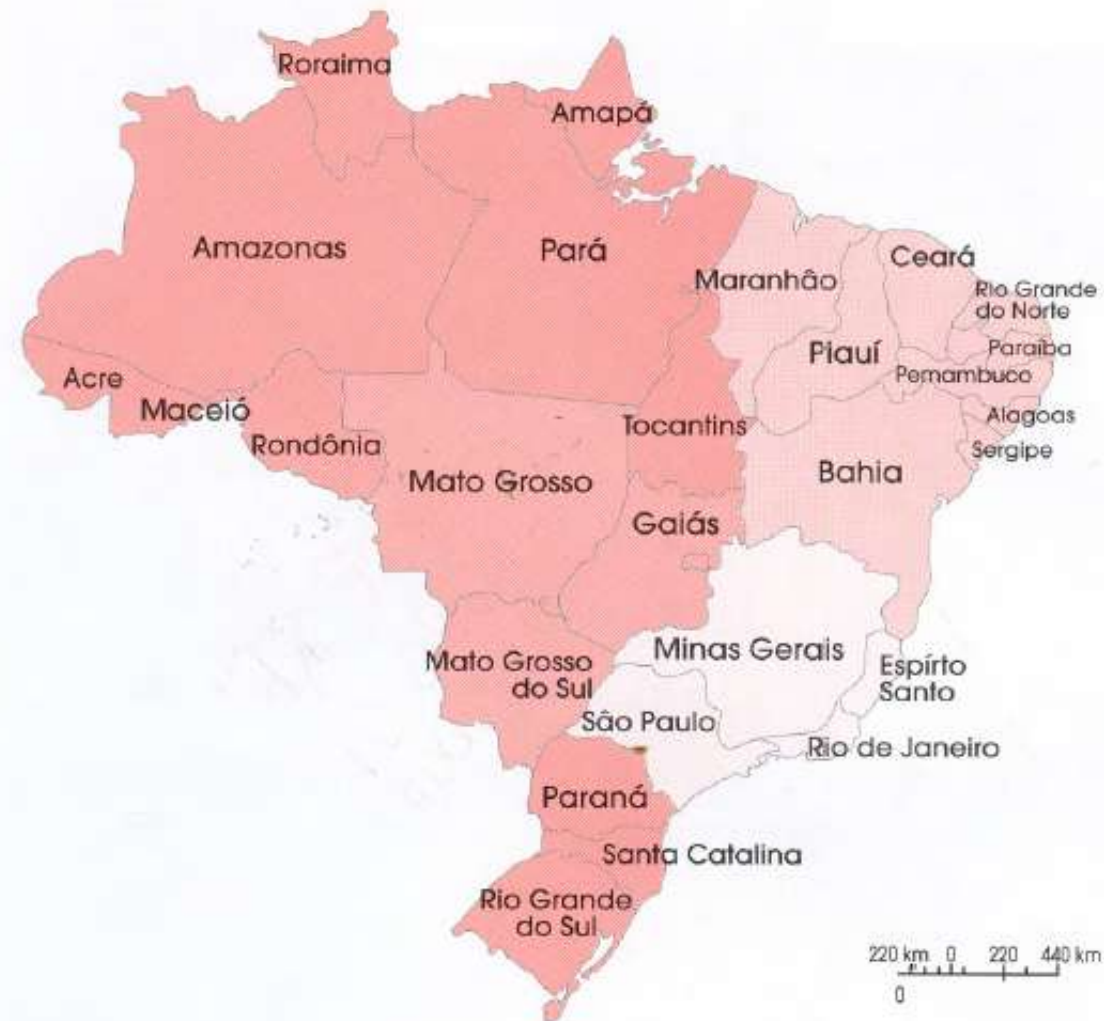 Roraima
Amapá
Amazonas
Pará
Maranhâo
Ceará
Rio Grande
do Norte
Piauí
Paraíba
Pernambuco
Acre
Maceió
Rondônia
Tocantins
Alagoas
Sergipe
Mato Grosso
Bahia
Gaiás
Mato Grosso
do Sul
Minas Gerais
Espírto
Santo
Sâo Paulo
Rio de Janeiro
Paraná
Santa Catalina
Rio Grande
do Sul
220 km 0 220 440 km
0